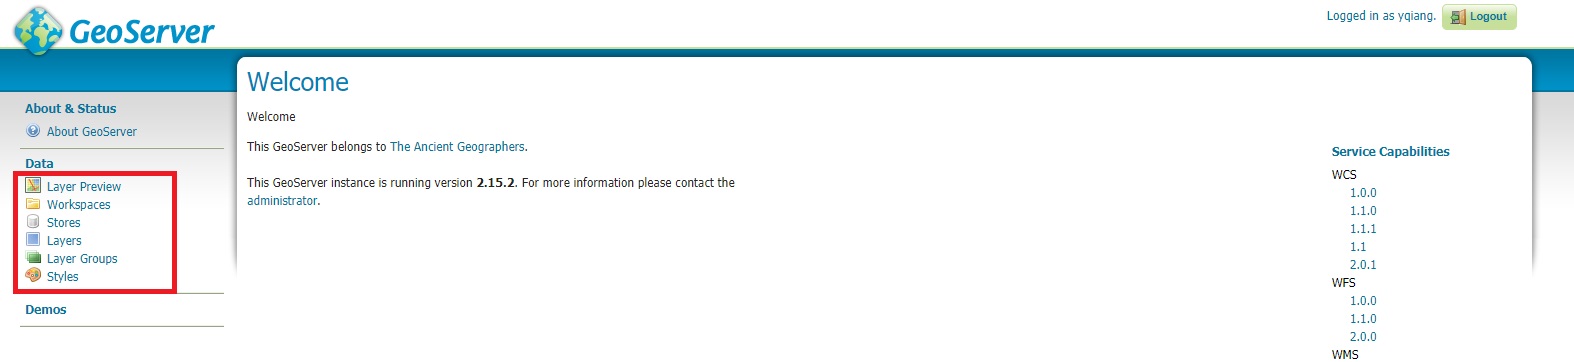 GeoServer
Logged in as yqiang.
Logout
Welcome
About & Status
About GeoServer
Data
Layer Preview
Workspaces
Stores
Layers
Layer Groups
Styles
Demos
Welcome
This GeoServer belongs to The Ancient Geographers.
This GeoServer instance is running version 2.15.2. For more information please contact the
administrator.
Service Capabilities
WCS
1.0.0
1.1.0
1.1.1
1.1
2.0.1
WFS
1.0.0
1.1.0
2.0.0
WMS